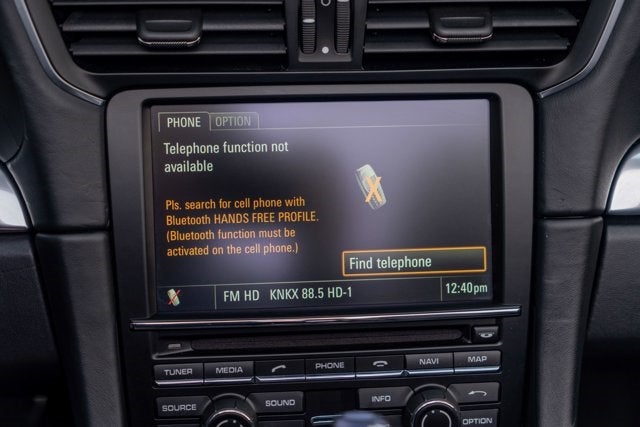 PHONE OPTION
Telephone function not
available
Pls. search for cell phone with
Bluetooth HANDS FREE PROFILE.
(Bluetooth function must be
activated on the cell phone.)
Find telephone
FM HD KNKX 88.5 HD-1 12:40pm
TUNER MEDIA PHONE NAVI MAP
SOURCE SOUND INFO
OPTION